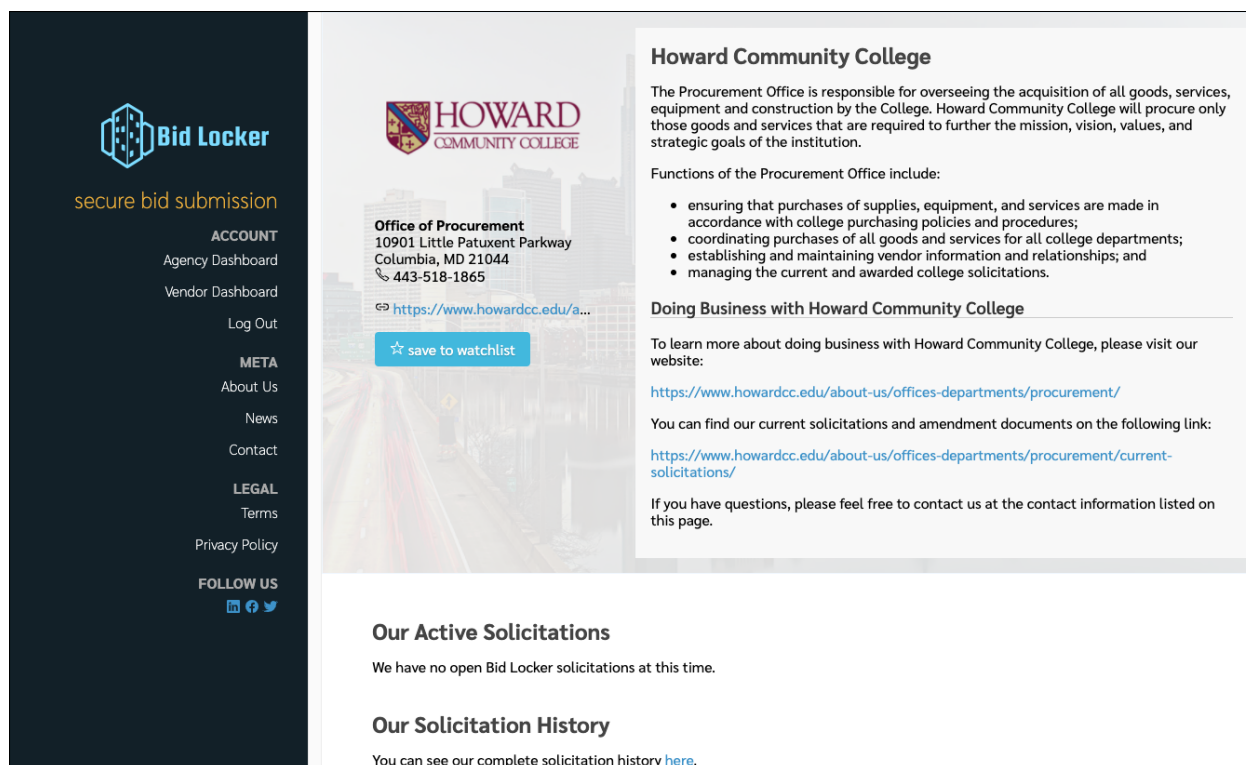 Bid Locker
secure bid submission
ACCOUNT
Agency Dashboard
Vendor Dashboard
Log Out
META
About Us
News
Contact
LEGAL
Terms
Privacy Policy
FOLLOW US
HOWARD
COMMUNITY COLLEGE
Office of Procurement
10901 Little Patuxent Parkway
Columbia, MD 21044
443-518-1865
https://www.howardcc.edu/a...
save to watchlist
Howard Community College
The Procurement Office is responsible for overseeing the acquisition of all goods, services,
equipment and construction by the College. Howard Community College will procure only
those goods and services that are required to further the mission, vision, values, and
strategic goals of the institution.
Functions of the Procurement Office include:
• ensuring that purchases of supplies, equipment, and services are made in
accordance with college purchasing policies and procedures;
• coordinating purchases of all goods and services for all college departments;
• establishing and maintaining vendor information and relationships; and
• managing the current and awarded college solicitations.
Doing Business with Howard Community College
To learn more about doing business with Howard Community College, please visit our
website:
https://www.howardcc.edu/about-us/offices-departments/procurement/
You can find our current solicitations and amendment documents on the following link:
https://www.howardcc.edu/about-us/offices-departments/procurement/current-
solicitations/
If you have questions, please feel free to contact us at the contact information listed on
this page.
Our Active Solicitations
We have no open Bid Locker solicitations at this time.
Our Solicitation History
You can see our complete solicitation history here.